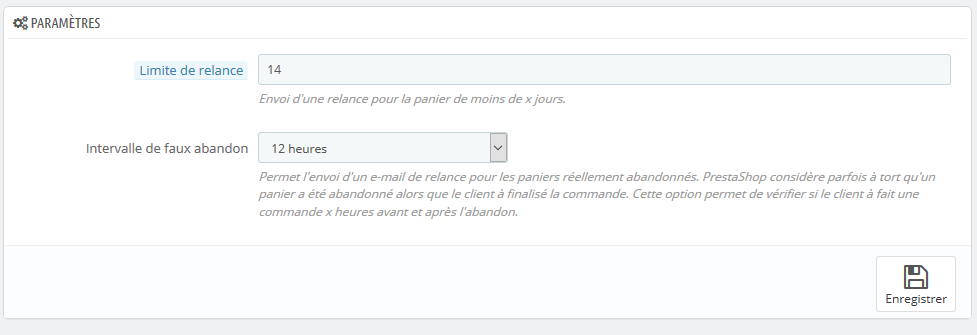 PARAMÈTRES
Limite de relance
14
Envoi d'une relance pour la panier de moins de x jours.
Intervalle de faux abandon
12 heures
Permet l'envoi d'un e-mail de relance pour les paniers réellement abandonnés. PrestaShop considère parfois à tort qu'un
panier a été abandonné alors que le client à finalisé la commande. Cette option permet de vérifier si le client à fait une
commande x heures avant et après l'abandon.
Enregistrer